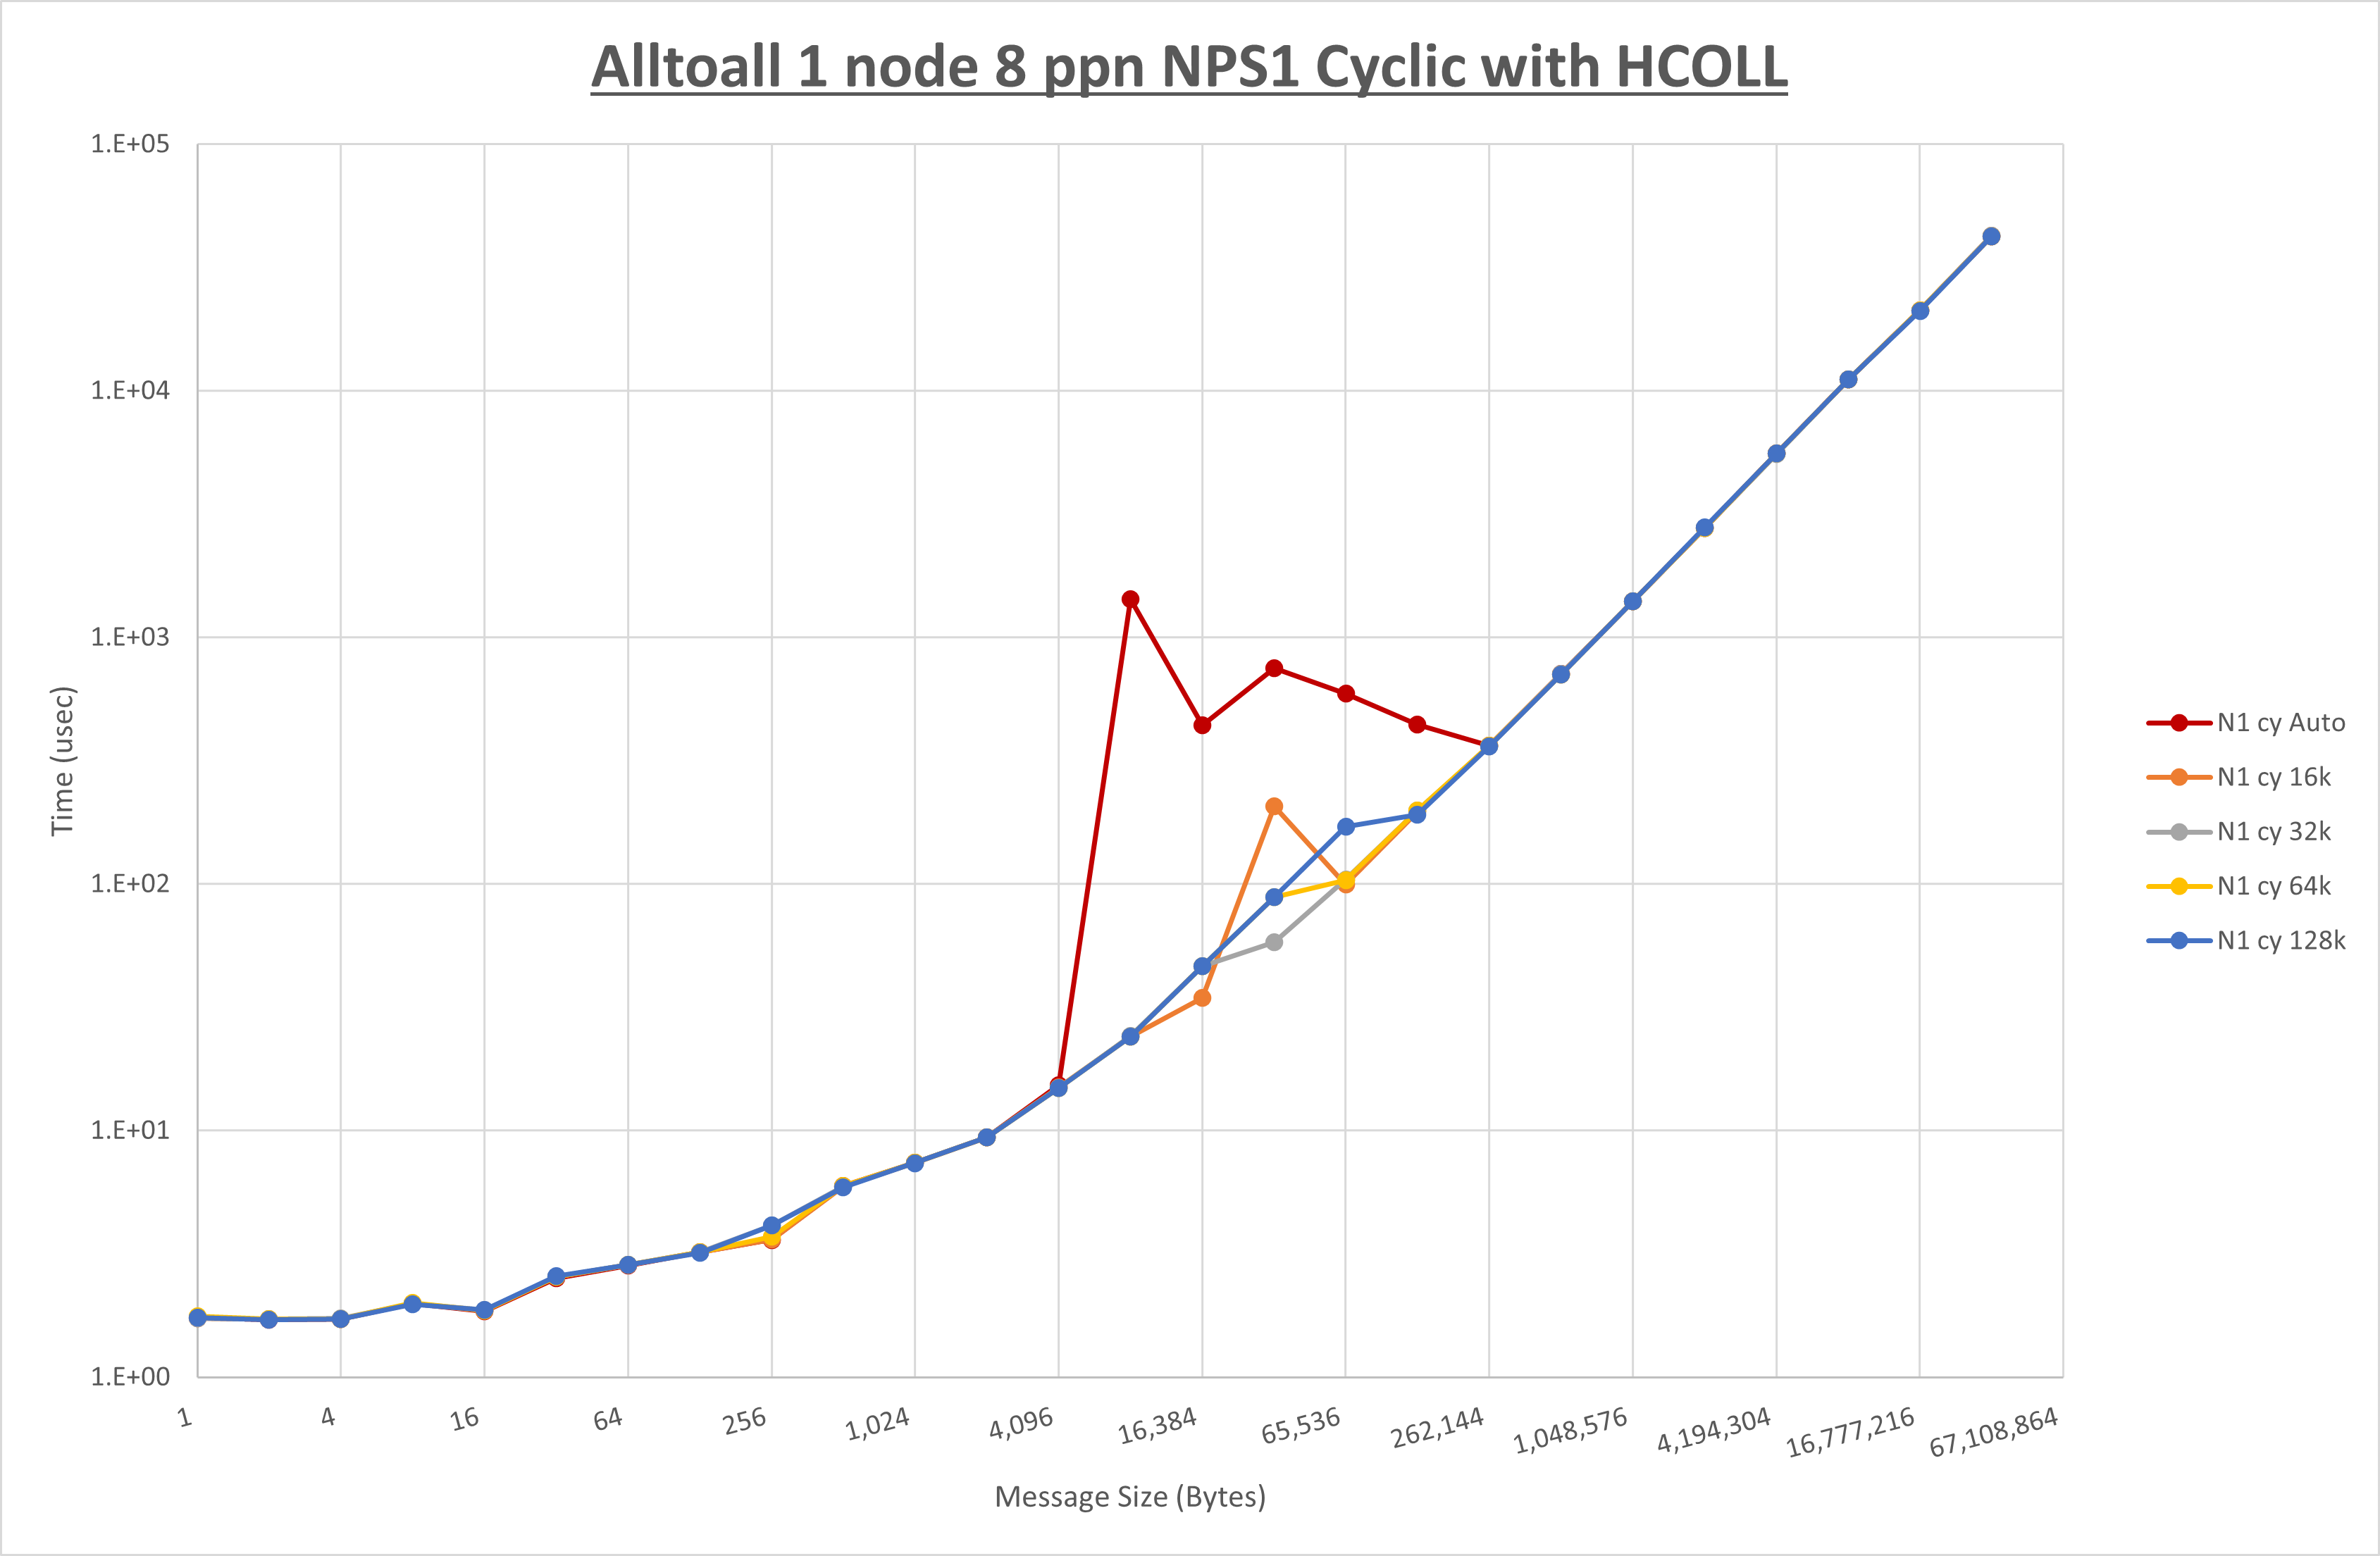 Alltoall 1 node 8 ppn NPS1 Cyclic with HCOLL
1.E+05
1.E+04
1.E+03
1.E+02
1.E+01
1.E+00
Time (usec)
1
4
16
64
256
1,024
4,096
16,384
65,536
262,144
1,048,576
4,194,304
16,777,216
67,108,864
Message Size (Bytes)
N1 cy Auto
N1 cy 16k
N1 cy 32k
N1 cy 64k
N1 cy 128k